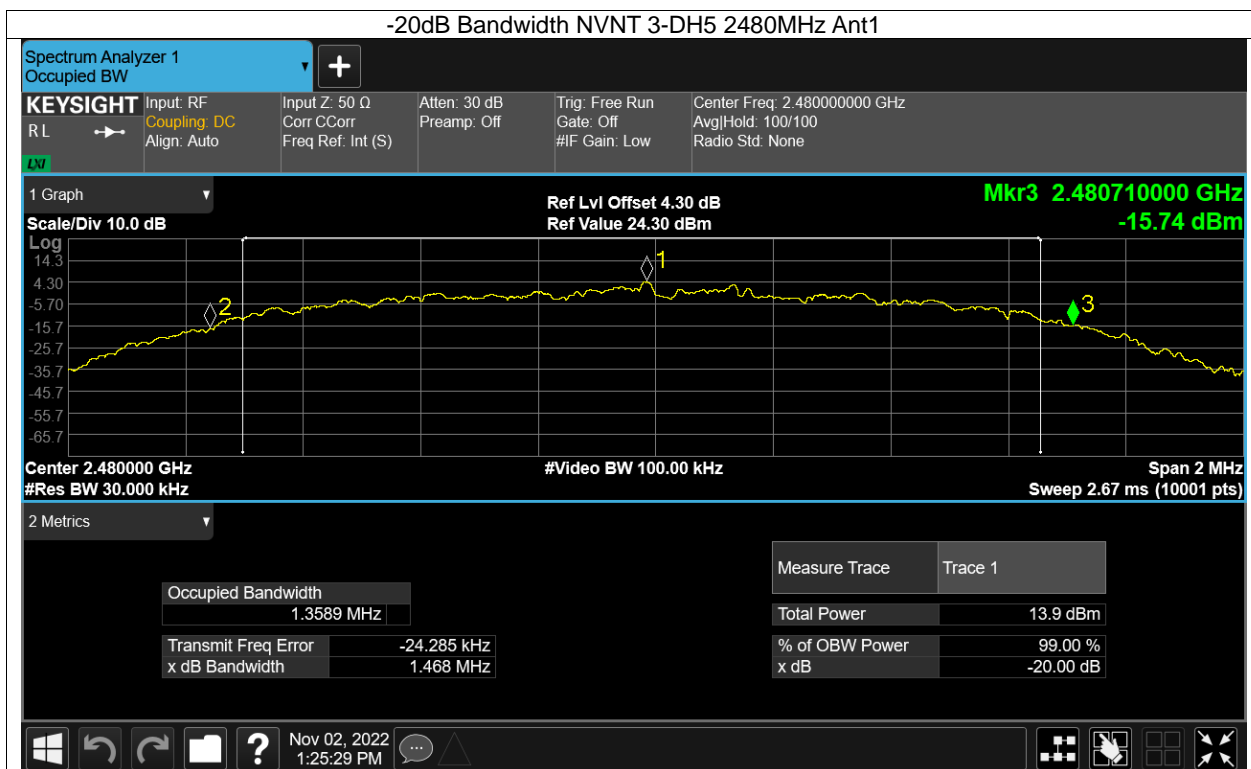 -20dB Bandwidth NVNT 3-DH5 2480MHz Ant1
Spectrum Analyzer 1
Occupied BW
KEYSIGHT
R L
LXI
Input: RF
Coupling: DC
Align: Auto
Input Z: 50 Ω
Corr CCorr
Freq Ref: Int (S)
Atten: 30 dB
Preamp: Off
Trig: Free Run
Gate: Off
#IF Gain: Low
Center Freq: 2.480000000 GHz
Avg|Hold: 100/100
Radio Std: None
1 Graph
Scale/Div 10.0 dB
Ref Lvl Offset 4.30 dB
Ref Value 24.30 dBm
Mkr3 2.480710000 GHz
-15.74 dBm
Log
14.3
4.30
-5.70
-15.7
-25.7
-35.7
-45.7
-55.7
-65.7
1
2
3
Center 2.480000 GHz
#Res BW 30.000 kHz
#Video BW 100.00 kHz
Span 2 MHz
Sweep 2.67 ms (10001 pts)
2 Metrics
Occupied Bandwidth
1.3589 MHz
Transmit Freq Error -24.285 kHz
x dB Bandwidth 1.468 MHz
Measure Trace Trace 1
Total Power 13.9 dBm
% of OBW Power 99.00 %
x dB -20.00 dB
?
Nov 02, 2022
1:25:29 PM